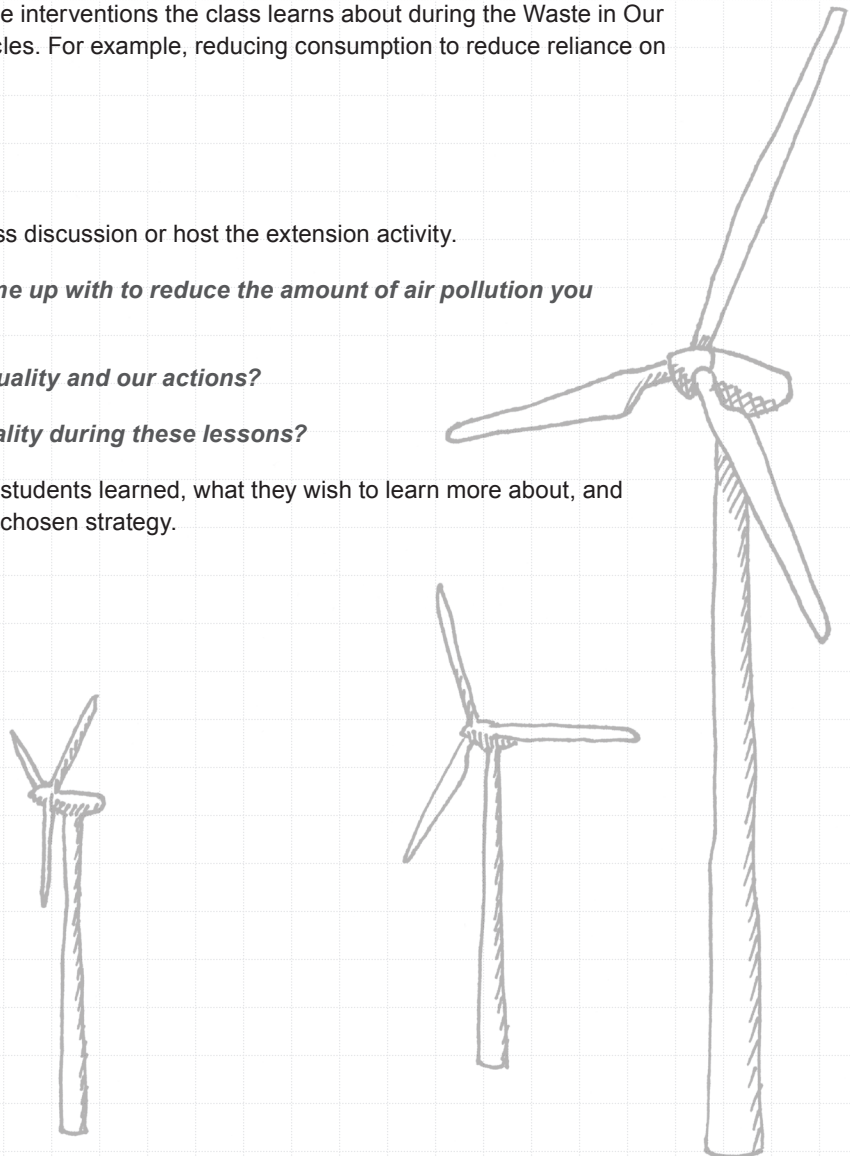 e interventions the class learns about during the Waste in Our
cles. For example, reducing consumption to reduce reliance on
ss discussion or host the extension activity.
me up with to reduce the amount of air pollution you
uality and our actions?
ality during these lessons?
students learned, what they wish to learn more about, and
chosen strategy.